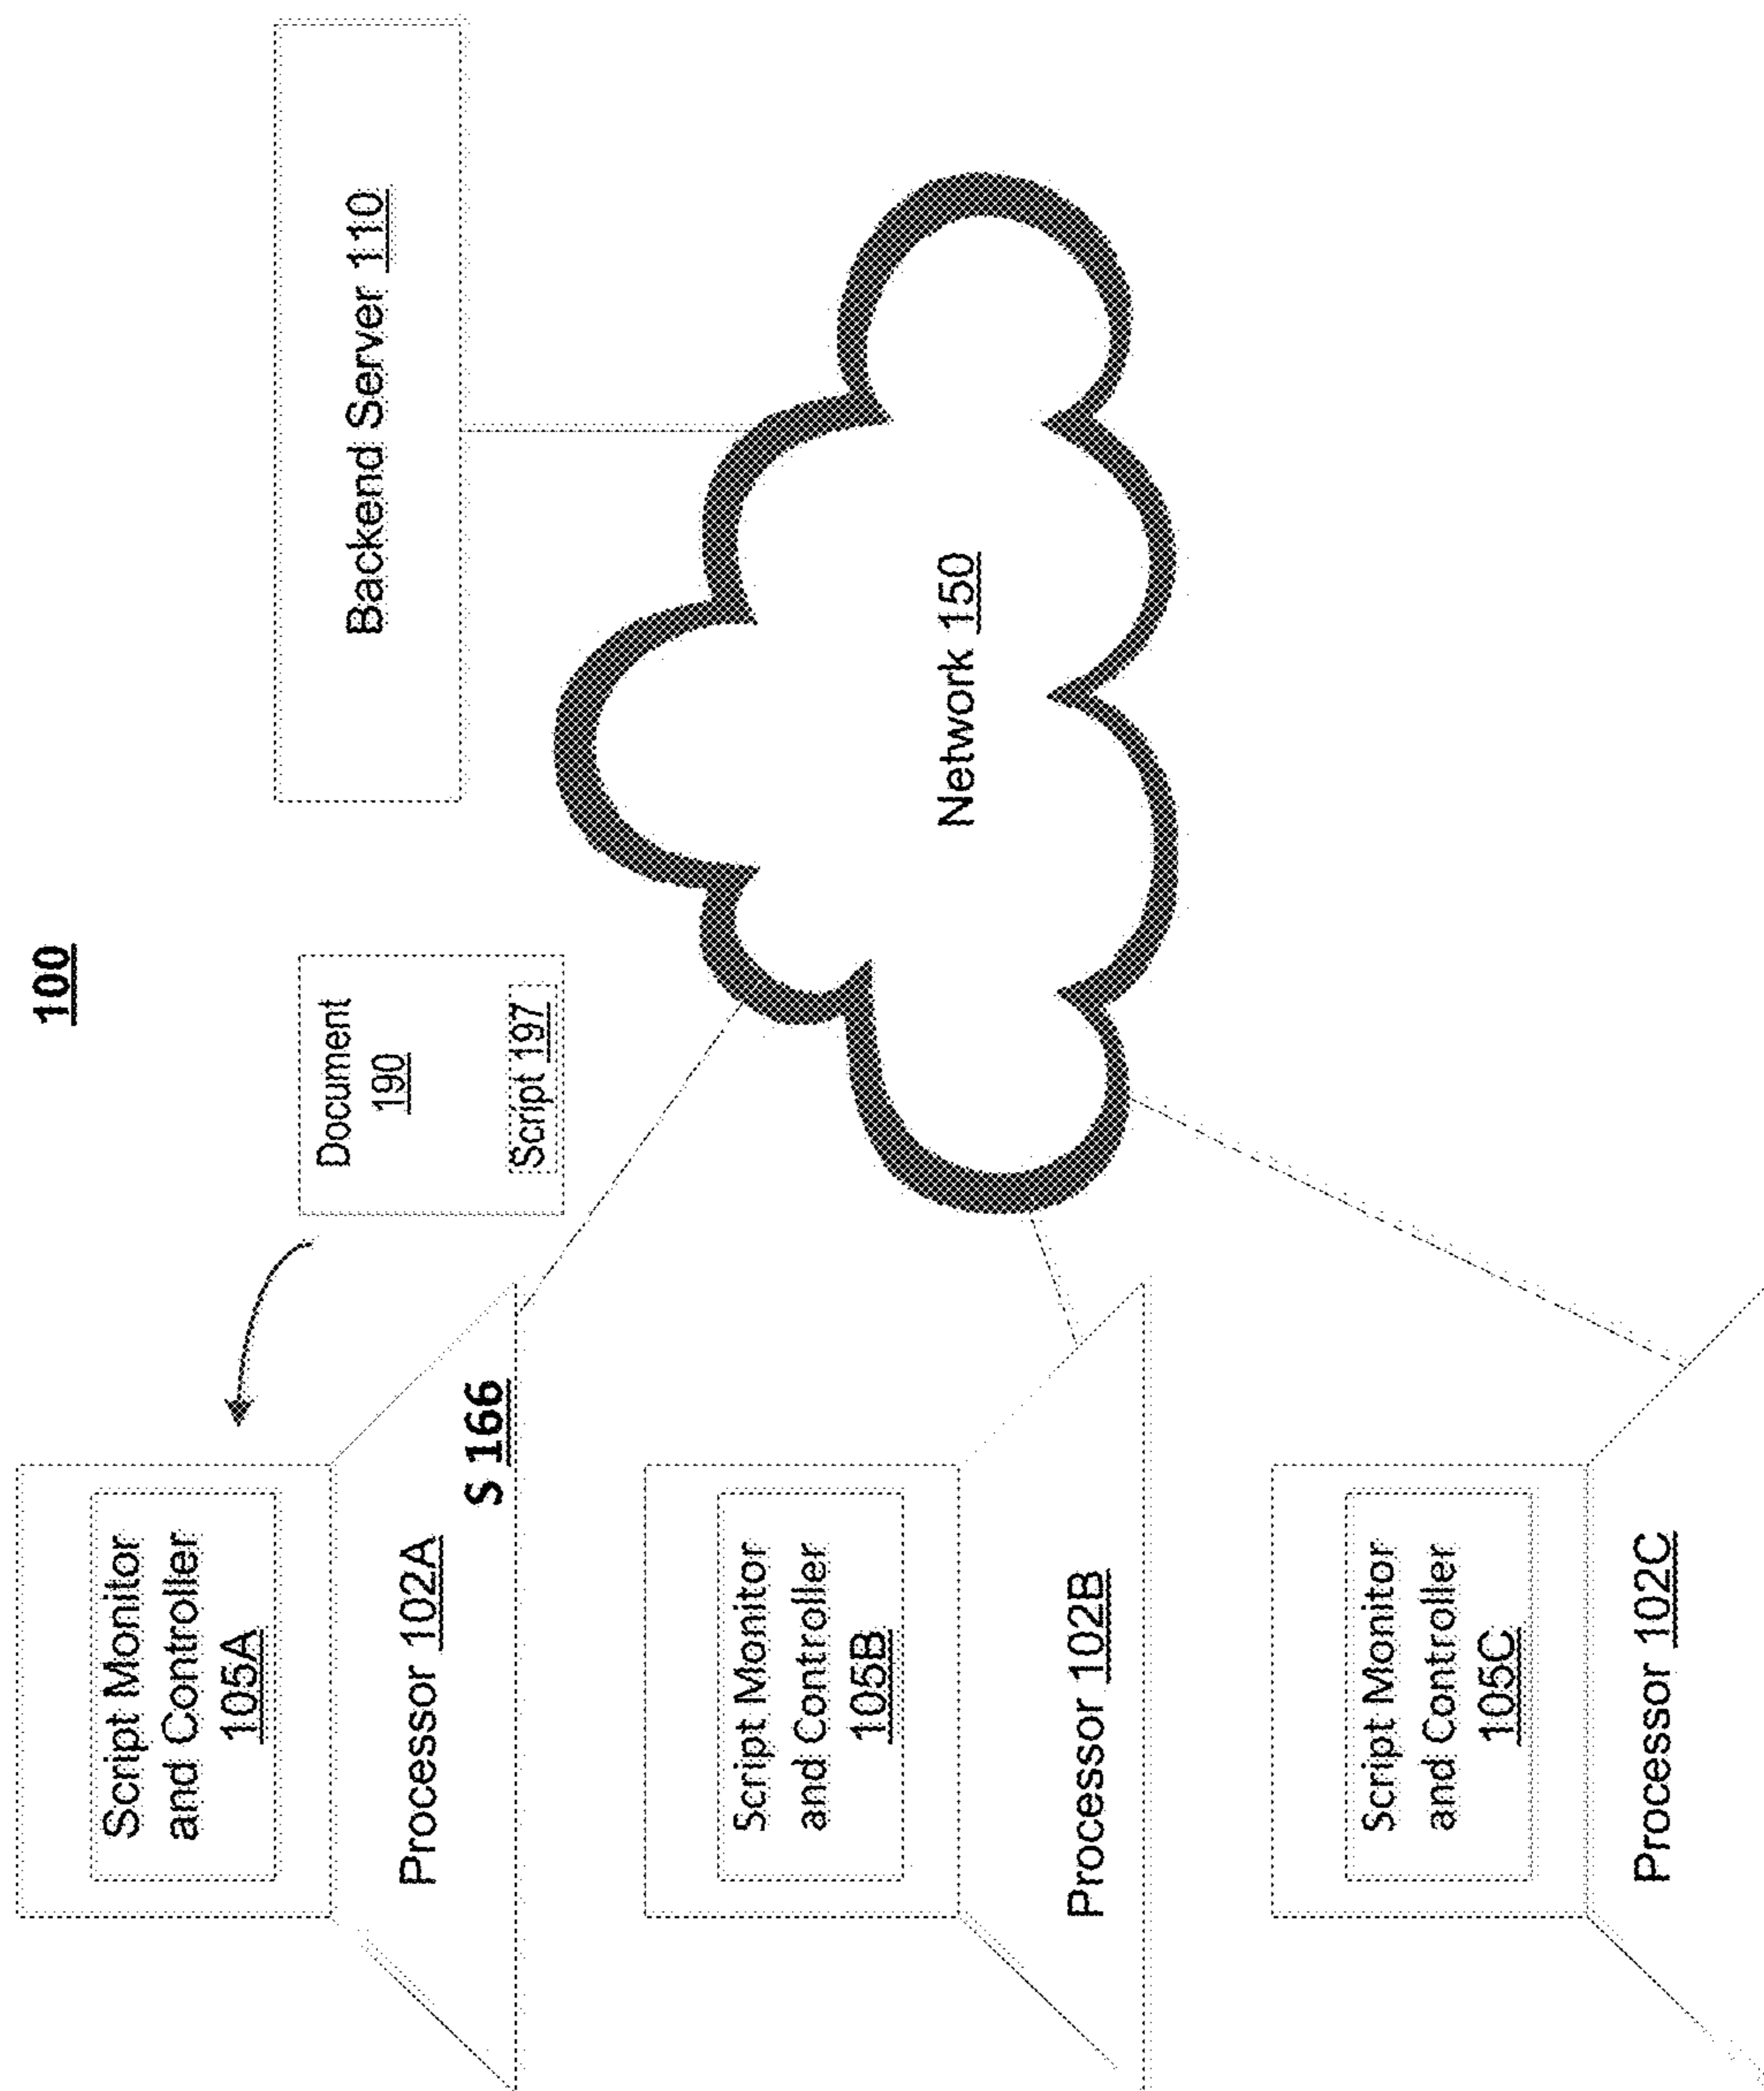 100
Script Monitor
and Controller
105A
Processor 102A
S 166
Document
190
Script 197
Backend Server 110
Network 150
Script Monitor
and Controller
105B
Processor 102B
Script Monitor
and Controller
105C
Processor 102C